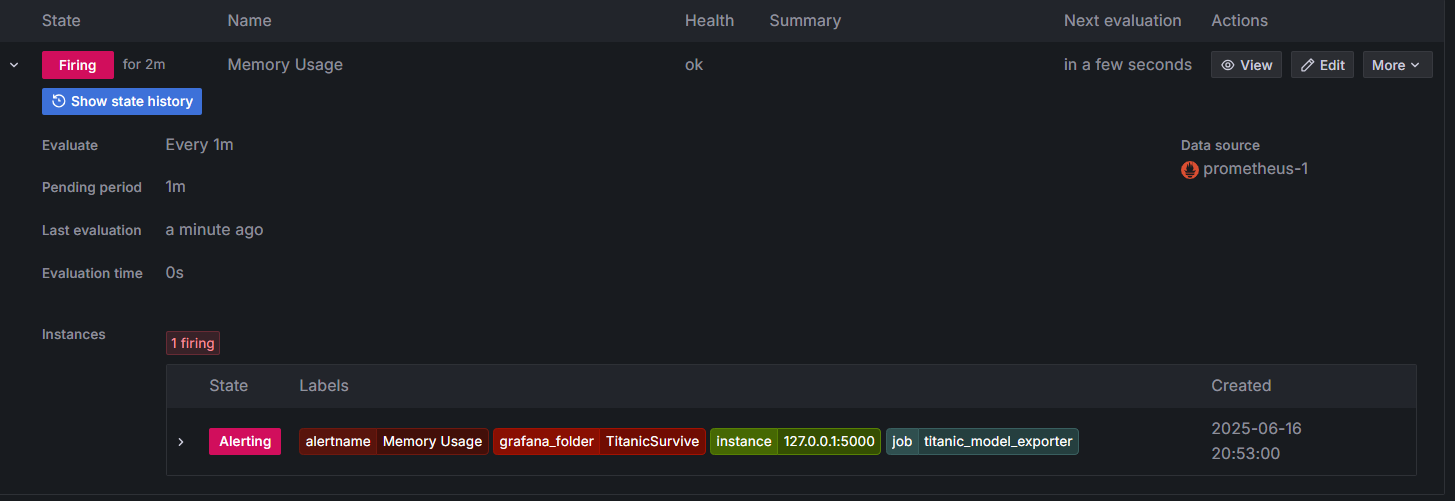 State Name Health Summary Next evaluation Actions
Firing for 2m Memory Usage ok in a few seconds View Edit More
Show state history
Evaluate Every 1m Data source
prometheus-1
Pending period 1m
Last evaluation a minute ago
Evaluation time 0s
Instances 1 firing
State Labels Created
Alerting alertname Memory Usage grafana_folder TitanicSurvive instance 127.0.0.1:5000 job titanic_model_exporter 2025-06-16
20:53:00